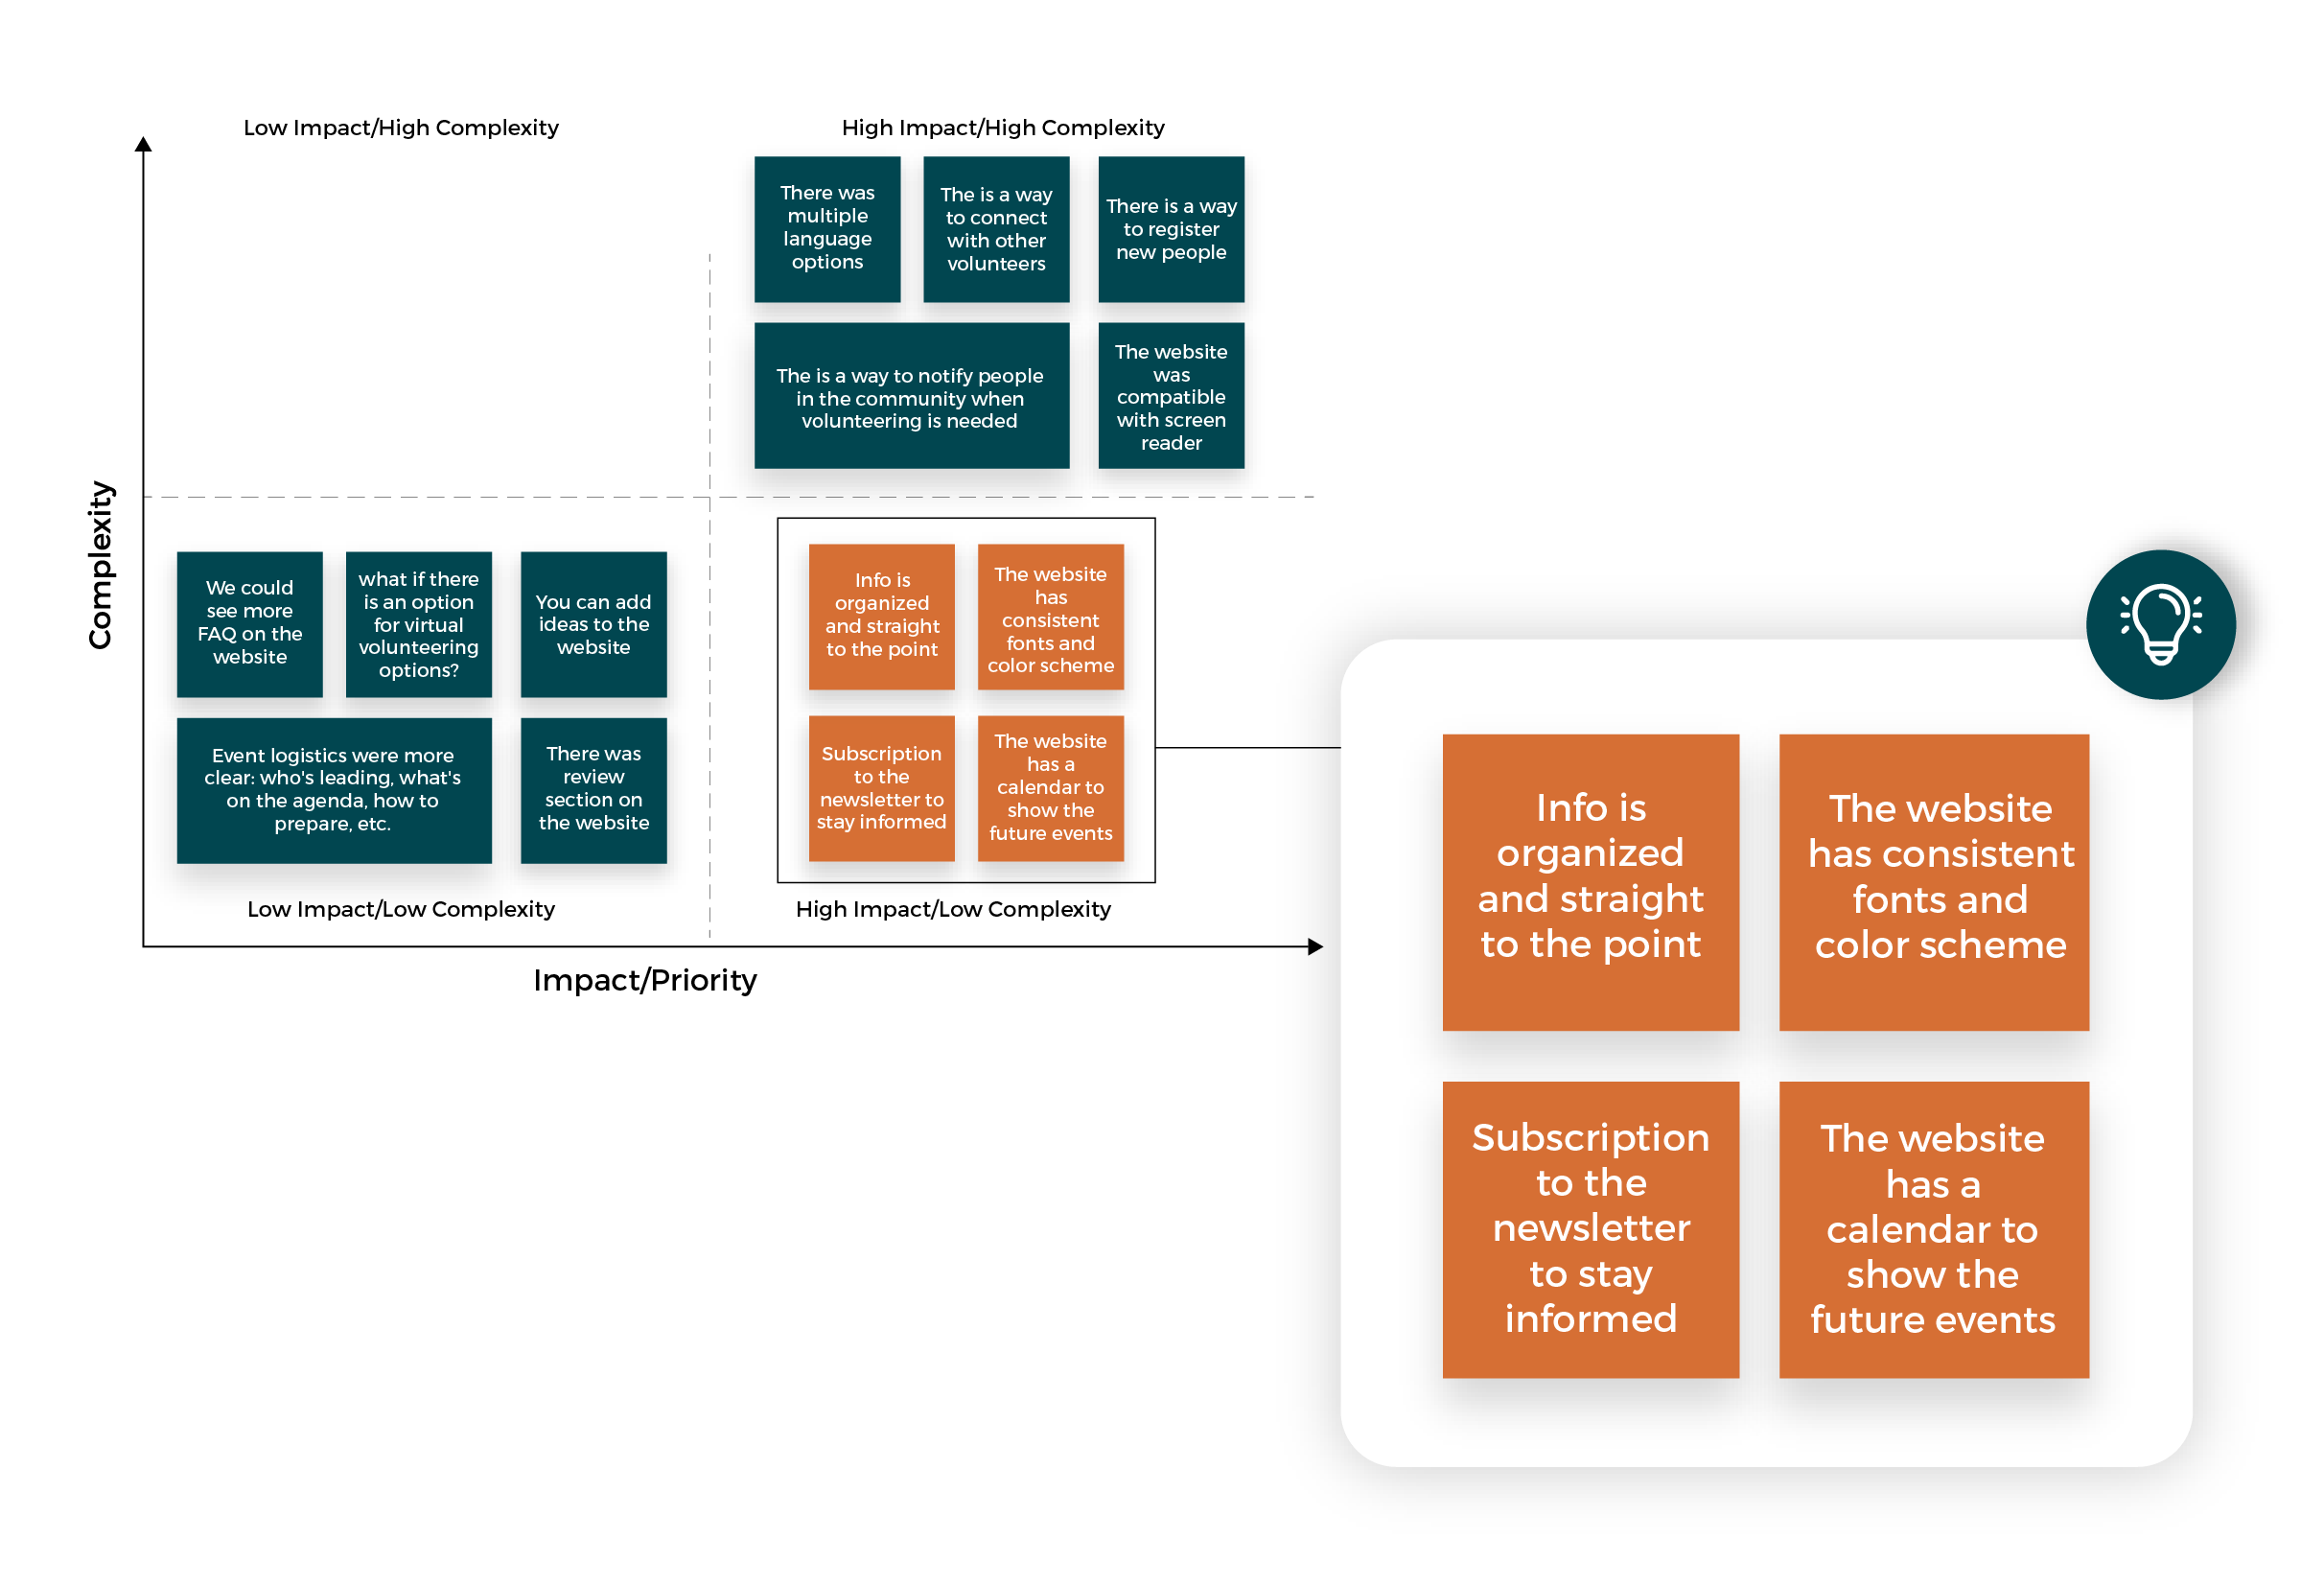 Low Impact/High Complexity
High Impact/High Complexity
There was
multiple
language
options
The is a way
to connect
with other
volunteers
There is a way
to register
new people
The is a way to notify people
in the community when
volunteering is needed
The website
was
compatible
with screen
reader
Complexity
We could
see more
FAQ on the
website
what if there
is an option
for virtual
volunteering
options?
You can add
ideas to the
website
Event logistics were more
clear: who's leading, what's
on the agenda, how to
prepare, etc.
There was
review
section on
the website
Info is
organized
and straight
to the point
The website
has
consistent
fonts and
color scheme
Subscription
to the
newsletter to
stay informed
The website
has a
calendar to
show the
future events
Low Impact/Low Complexity
High Impact/Low Complexity
Impact/Priority
Info is
organized
and straight
to the point
The website
has consistent
fonts and
color scheme
Subscription
to the
newsletter
to stay
informed
The website
has a
calendar to
show the
future events